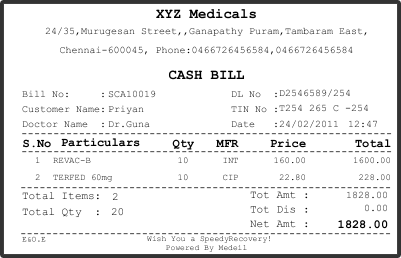 XYZ Medicals
24/35,Murugesan Street,,Ganapathy Puram,Tambaram East,
Chennai-600045, Phone:0466726456584,0466726456584
CASH BILL
Bill No: :SCA10019 DL No :D2546589/254
Customer Name:Priyan TIN No :T254 265 C -254
Doctor Name :Dr.Guna Date :24/02/2011 12:47
S.No Particulars Qty MFR Price Total
1 REVAC-B 10 INT 160.00 1600.00
2 TERFED 60mg 10 CIP 22.80 228.00
Total Items: 2 Tot Amt : 1828.00
Total Qty : 20 Tot Dis : 0.00
Net Amt : 1828.00
E&O.E Wish You a SpeedyRecovery!
Powered By Medeil